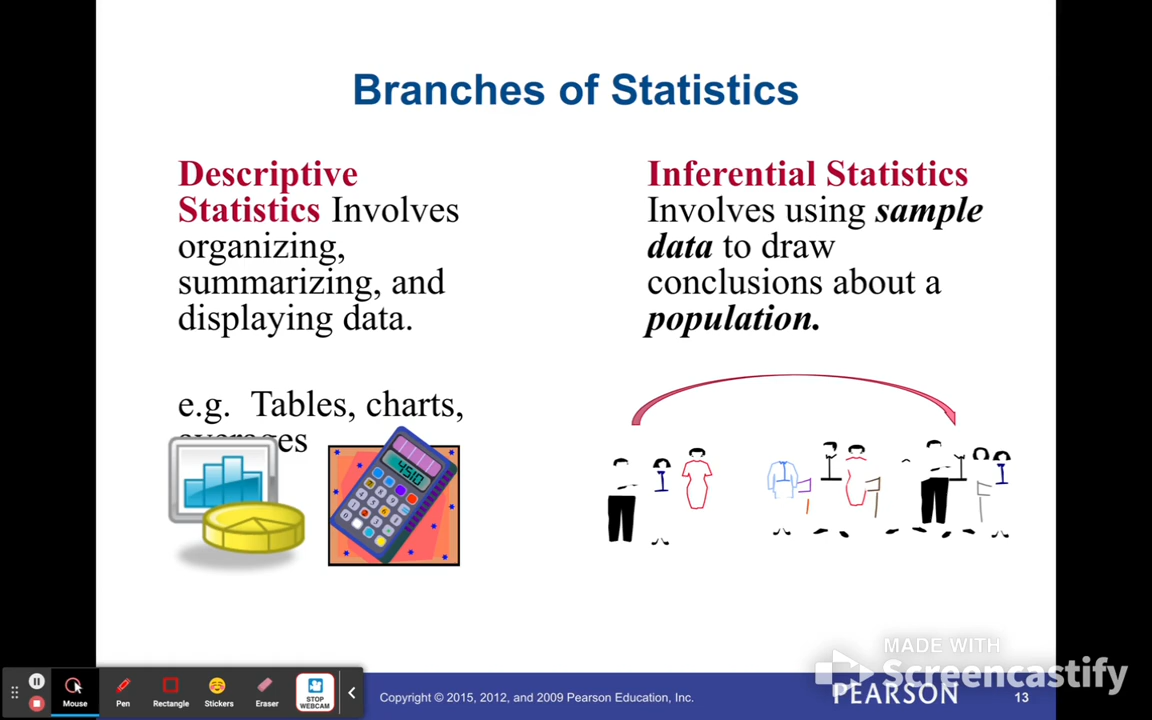 Branches of Statistics
Descriptive
Statistics Involves
organizing,
summarizing, and
displaying data.
e.g. Tables, charts,
averages
Inferential Statistics
Involves using sample
data to draw
conclusions about a
population.
4510
MADE WITH
Screencastify
Mouse
Pen
Rectangle
Stickers
Eraser
STOP
WEBCAM
Copyright © 2015, 2012, and 2009 Pearson Education, Inc.
PEARSON
13